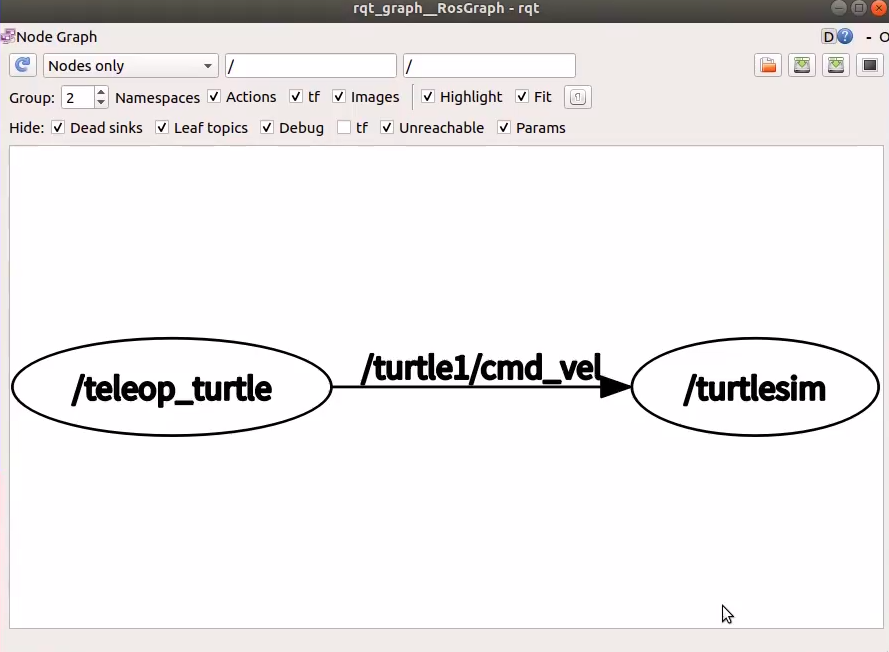 rqt_graph__RosGraph - rqt
Node Graph D ? - O
Nodes only / /
Group: 2 Namespaces Actions tf Images Highlight Fit
Hide: Dead sinks Leaf topics Debug tf Unreachable Params
/teleop_turtle /turtle1/cmd_vel /turtlesim